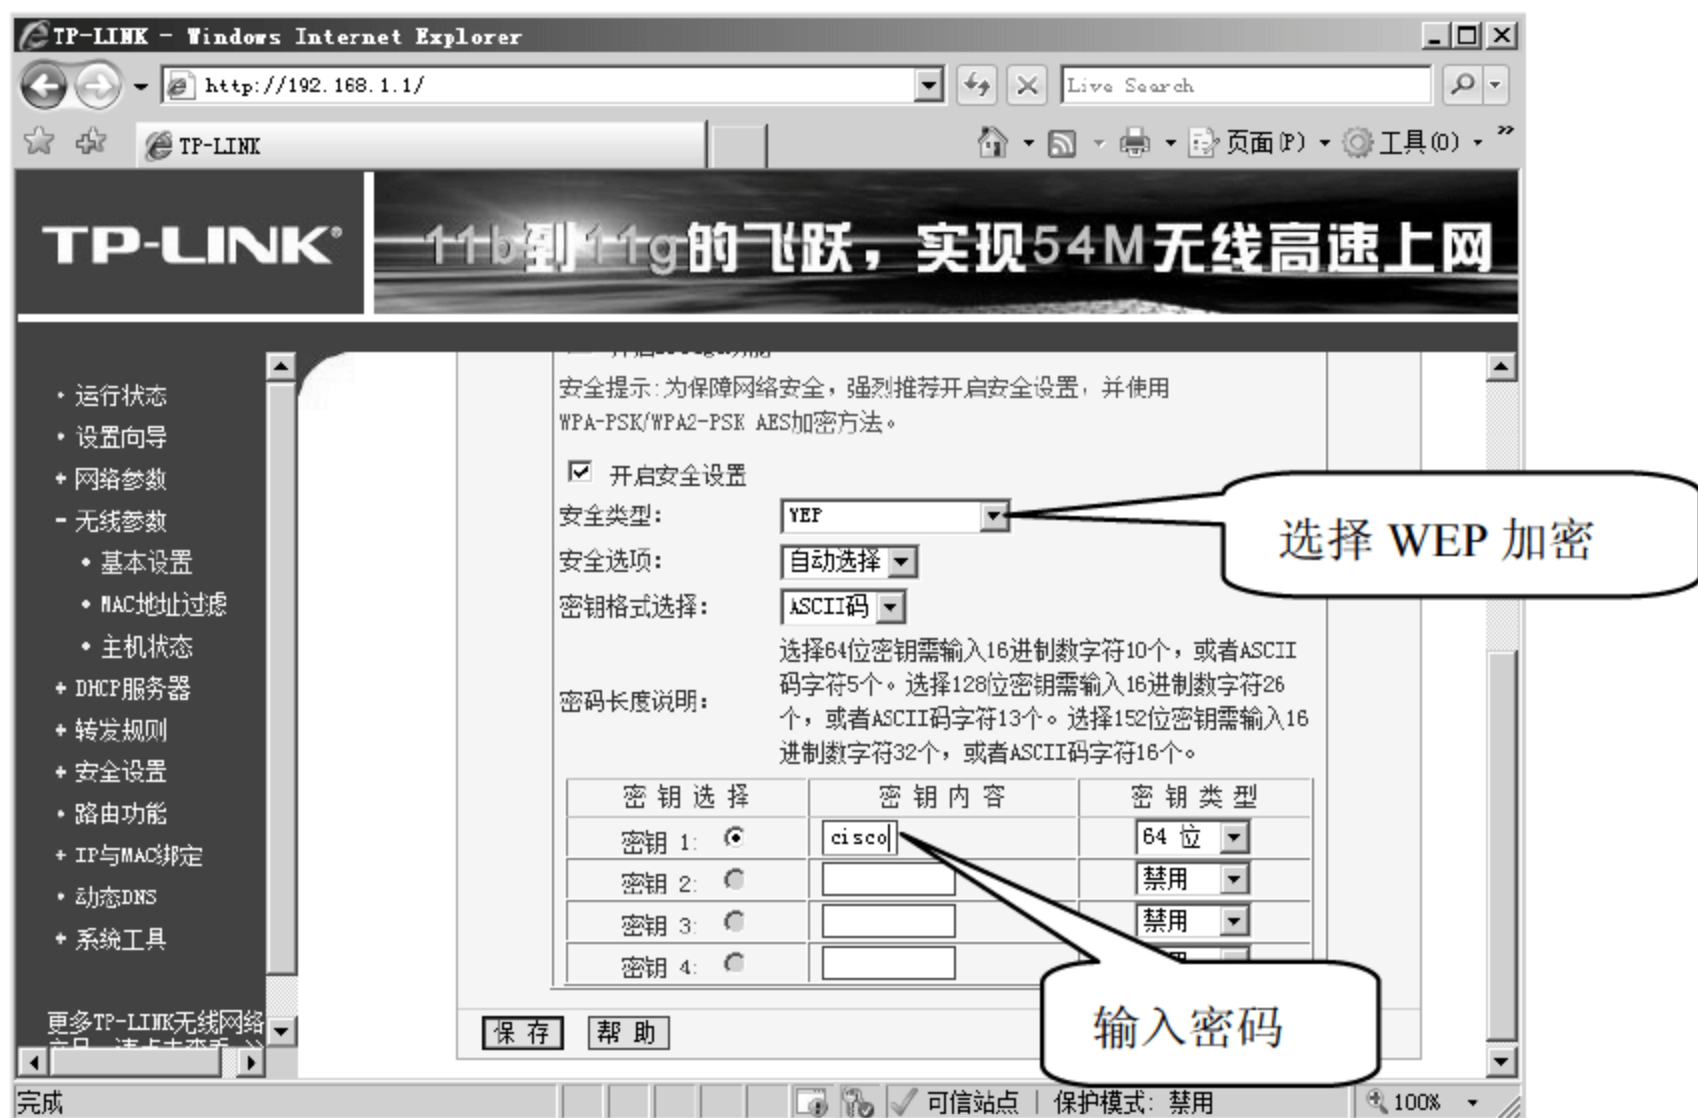 TP-LINK - Windows Internet Explorer
http://192.168.1.1/
Live Search
TP-LINK
页面(P)
工具(O)
»
TP-LINK®
11b到11g的飞跃，实现54M无线高速上网
• 运行状态
• 设置向导
+ 网络参数
- 无线参数
• 基本设置
• MAC地址过滤
• 主机状态
+ DHCP服务器
+ 转发规则
+ 安全设置
• 路由功能
+ IP与MAC绑定
• 动态DNS
+ 系统工具
更多TP-LINK无线网络
安全提示:为保障网络安全，强烈推荐开启安全设置，并使用
WPA-PSK/WPA2-PSK AES加密方法。
开启安全设置
安全类型： WEP
选择 WEP 加密
安全选项： 自动选择
密钥格式选择： ASCII码
密码长度说明：
选择64位密钥需输入16进制数字符10个，或者ASCII
码字符5个。选择128位密钥需输入16进制数字符26
个，或者ASCII码字符13个。选择152位密钥需输入16
进制数字符32个，或者ASCII码字符16个。
密 钥 选 择 密 钥 内 容 密 钥 类 型
密钥 1: cisco 64 位
密钥 2: 禁用
密钥 3: 禁用
密钥 4:
输入密码
保 存 帮 助
完成
可信站点 | 保护模式: 禁用
100%